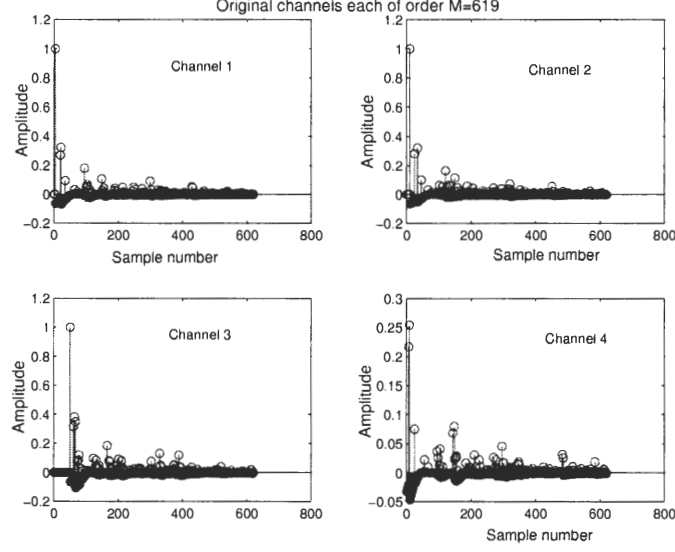 Original channels each of order M=619
1.2
1
0.8
0.6
0.4
0.2
0
−0.2
Amplitude
Channel 1
0 200 400 600 800
Sample number
1.2
1
0.8
0.6
0.4
0.2
0
−0.2
Amplitude
Channel 2
0 200 400 600 800
Sample number
1.2
1
0.8
0.6
0.4
0.2
0
−0.2
Amplitude
Channel 3
0 200 400 600 800
0.3
0.25
0.2
0.15
0.1
0.05
0
−0.05
Amplitude
Channel 4
0 200 400 600 800
Sample number